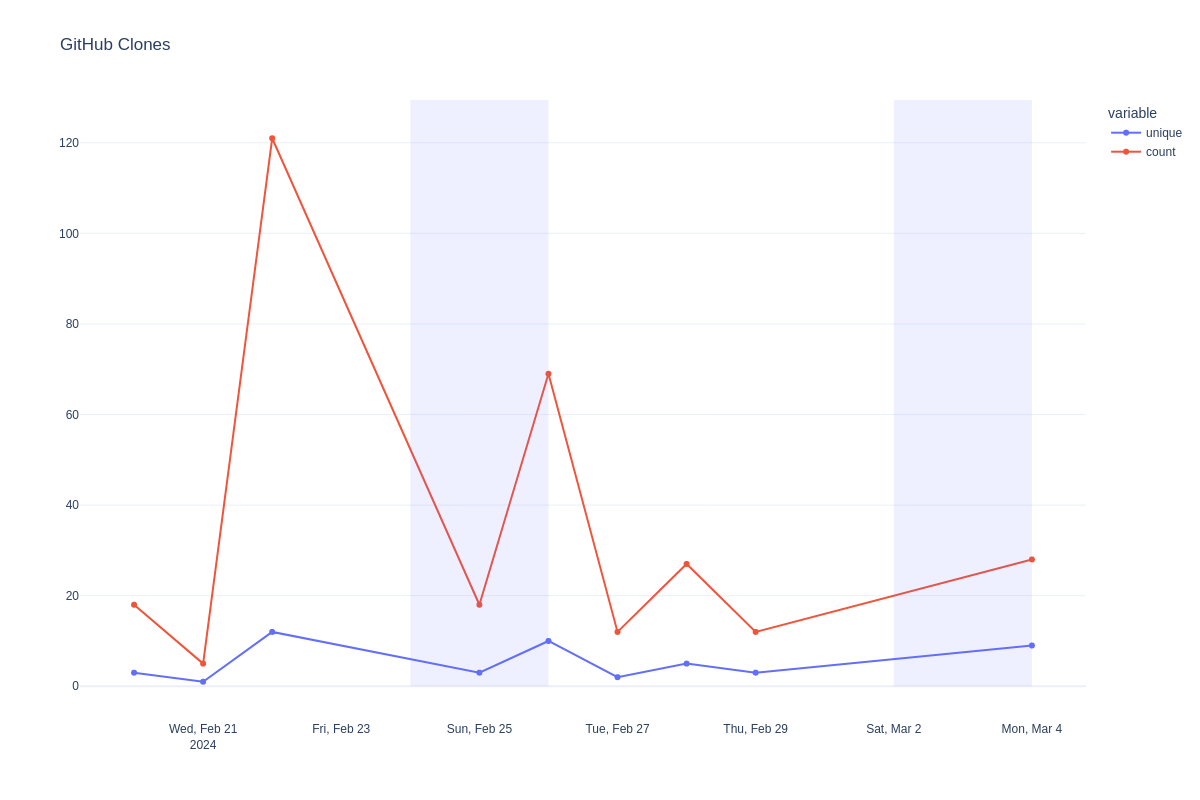 GitHub Clones
variable
unique
count
120
100
80
60
40
20
0
Wed, Feb 21
2024
Fri, Feb 23
Sun, Feb 25
Tue, Feb 27
Thu, Feb 29
Sat, Mar 2
Mon, Mar 4